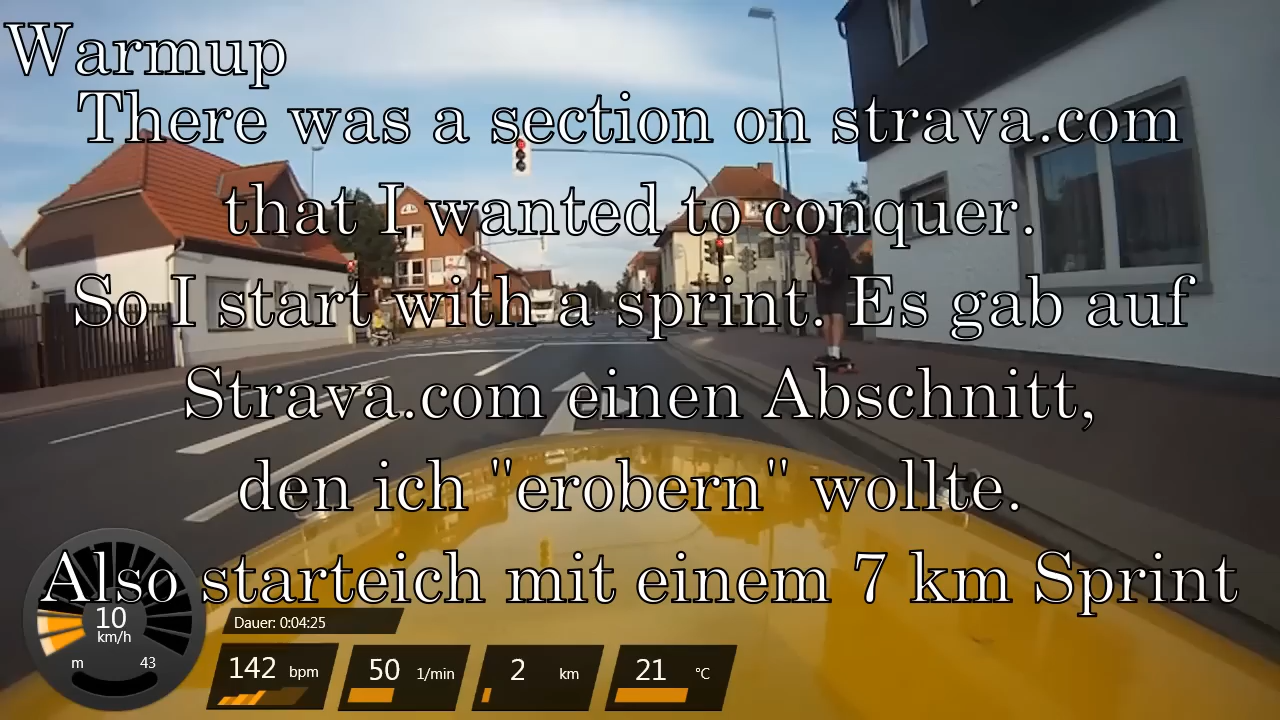 Warmup
There was a section on strava.com
that I wanted to conquer.
So I start with a sprint. Es gab auf
Strava.com einen Abschnitt,
den ich "erobern" wollte.
Also starteich mit einem 7 km Sprint
10
km/h
m 43
Dauer: 0:04:25
142 bpm 50 1/min 2 km 21 °C